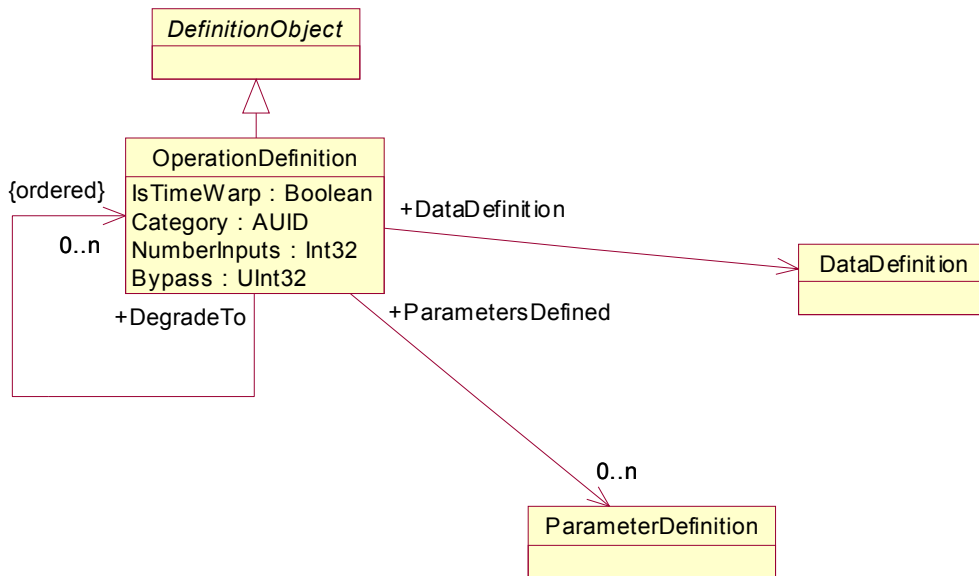 DefinitionObject
OperationDefinition
IsTimeWarp : Boolean
Category : AUID
NumberInputs : Int32
Bypass : UInt32
{ordered}
0..n
+DegradeTo
+DataDefinition
DataDefinition
+ParametersDefined
0..n
ParameterDefinition